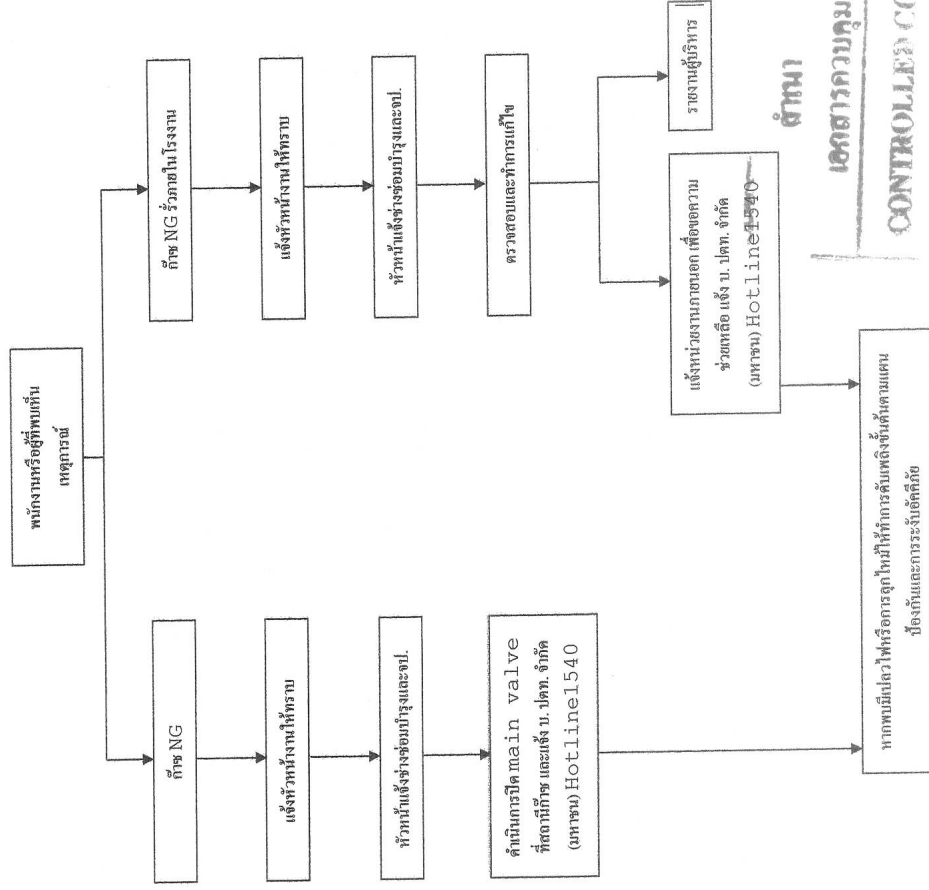 พนักงานหรือผู้ที่พบเห็น
เหตุการณ์
ก๊าซ NG
แจ้งหัวหน้างานให้ทราบ
หัวหน้าแจ้งช่างซ่อมบำรุงและจป.
ดำเนินการปิด main valve
ที่สถานีก๊าซ และแจ้ง บ. ปตท. จำกัด
(มหาชน) Hotline1540
ก๊าซ NG รั่วภายในโรงงาน
แจ้งหัวหน้างานให้ทราบ
หัวหน้าแจ้งช่างซ่อมบำรุงและจป.
ตรวจสอบและทำการแก้ไข
แจ้งหน่วยงานภายนอก เพื่อขอความ
ช่วยเหลือ แจ้ง บ. ปตท. จำกัด
(มหาชน) Hotline1540
รายงานผู้บริหาร
หากพบมีเปลวไฟหรือการลุกไหม้ให้ทำการดับเพลิงขั้นต้นตามแผน
ป้องกันและการระงับอัคคีภัย
สำเนา
เอกสารควบคุม
CONTROLLED CO